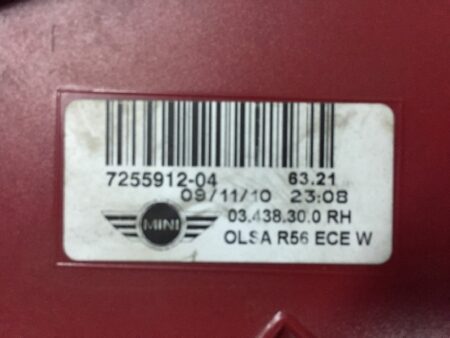 7255912-04 63.21
09/11/10 23:08
03.438.30.0 RH
MINI
OLSA R56 ECE W